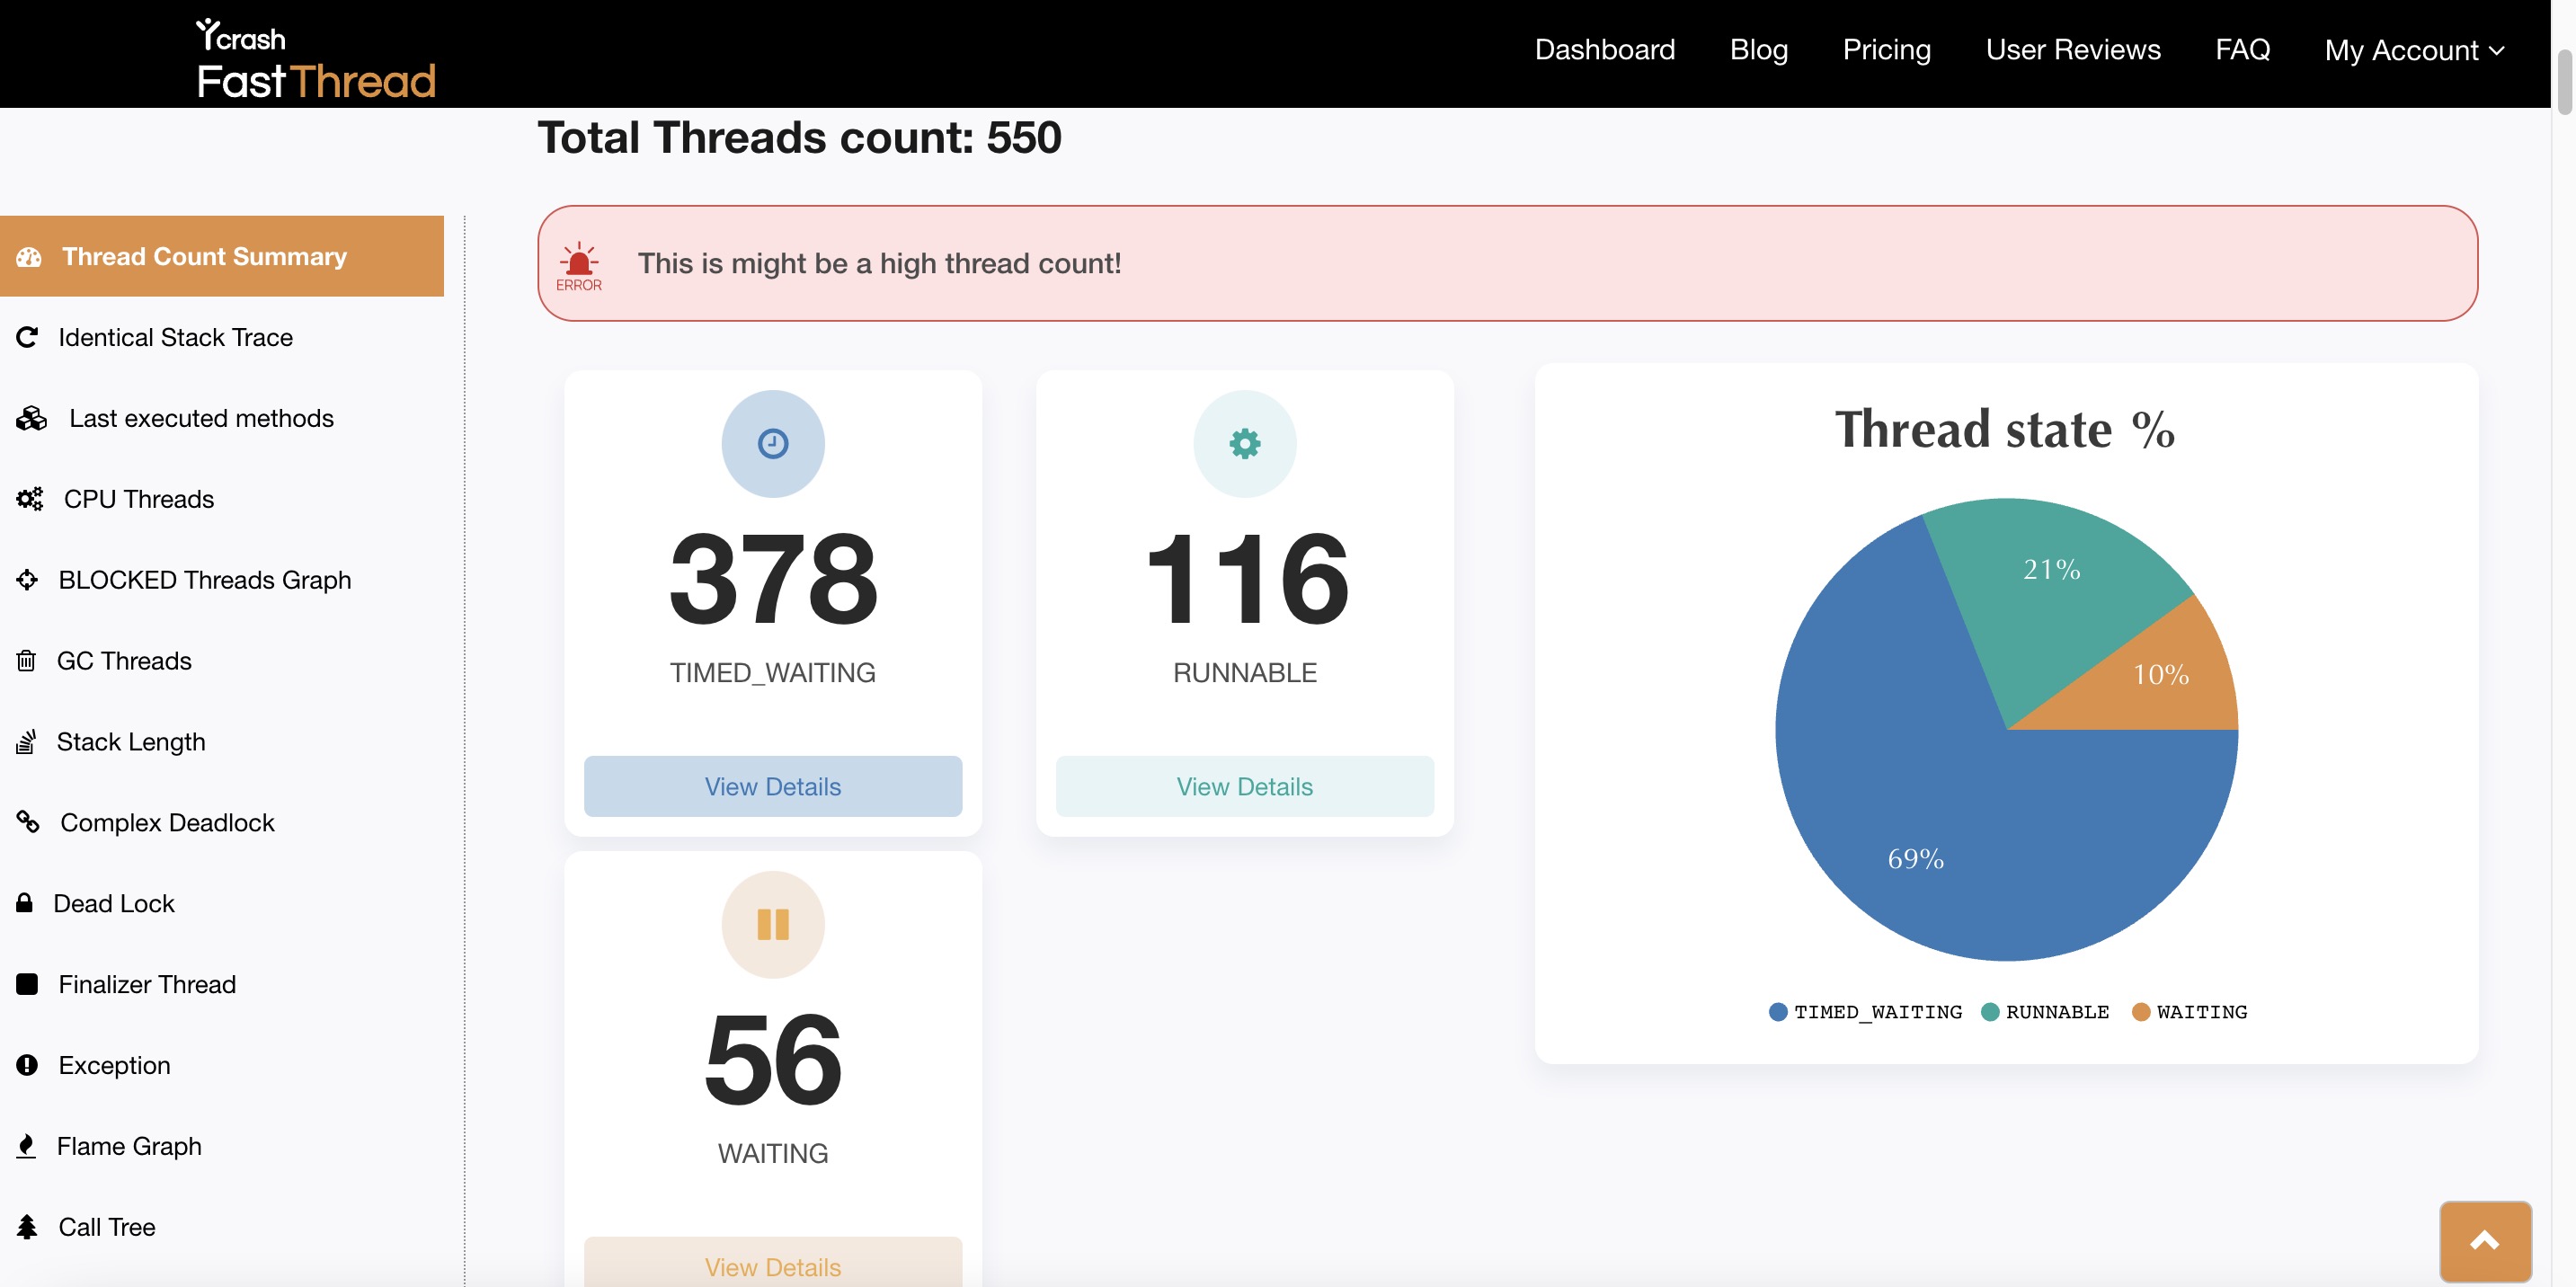 Ycrash
FastThread
Dashboard Blog Pricing User Reviews FAQ My Account
Total Threads count: 550
Thread Count Summary
Identical Stack Trace
Last executed methods
CPU Threads
BLOCKED Threads Graph
GC Threads
Stack Length
Complex Deadlock
Dead Lock
Finalizer Thread
Exception
Flame Graph
Call Tree
ERROR
This is might be a high thread count!
378
TIMED_WAITING
View Details
116
RUNNABLE
View Details
56
WAITING
View Details
Thread state %
21%
10%
69%
TIMED_WAITING RUNNABLE WAITING